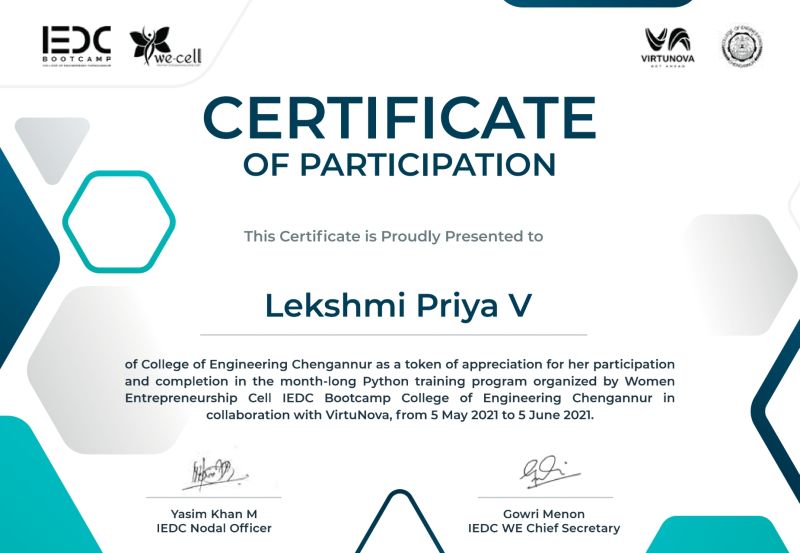 IEDC
BOOTCAMP
COLLEGE OF ENGINEERING CHENGANNUR
we-cell
VIRTUNOVA
GET AHEAD
CERTIFICATE
OF PARTICIPATION
This Certificate is Proudly Presented to
Lekshmi Priya V
of College of Engineering Chengannur as a token of appreciation for her participation
and completion in the month-long Python training program organized by Women
Entrepreneurship Cell IEDC Bootcamp College of Engineering Chengannur in
collaboration with VirtuNova, from 5 May 2021 to 5 June 2021.
Yasim Khan M
IEDC Nodal Officer
Gowri Menon
IEDC WE Chief Secretary